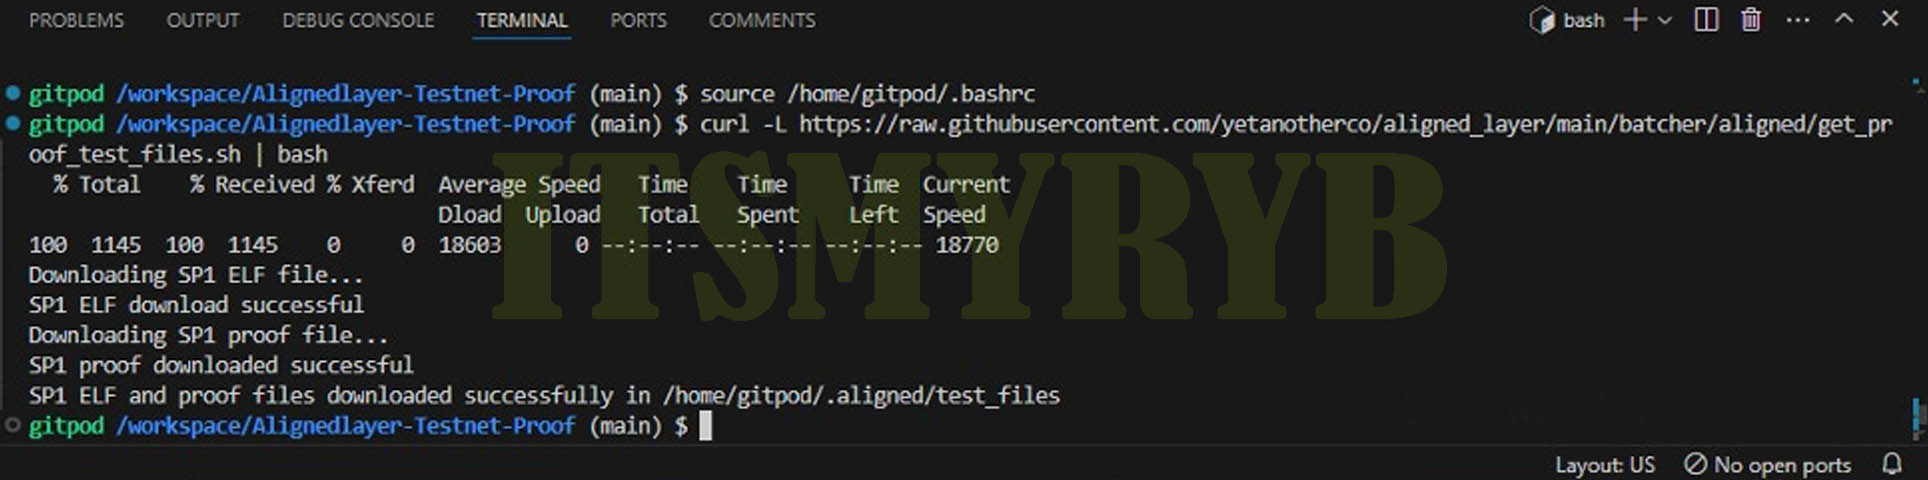 PROBLEMS OUTPUT DEBUG CONSOLE TERMINAL PORTS COMMENTS bash
gitpod /workspace/Alignedlayer-Testnet-Proof (main) $ source /home/gitpod/.bashrc
gitpod /workspace/Alignedlayer-Testnet-Proof (main) $ curl -L https://raw.githubusercontent.com/yetanotherco/aligned_layer/main/batcher/aligned/get_pr
oof_test_files.sh | bash
% Total % Received % Xferd Average Speed Time Time Time Current
Dload Upload Total Spent Left Speed
100 1145 100 1145 0 0 18603 0 --:--:-- --:--:-- --:--:-- 18770
Downloading SP1 ELF file...
SP1 ELF download successful
Downloading SP1 proof file...
SP1 proof downloaded successful
SP1 ELF and proof files downloaded successfully in /home/gitpod/.aligned/test_files
gitpod /workspace/Alignedlayer-Testnet-Proof (main) $
ITSMYRYB
Layout: US No open ports